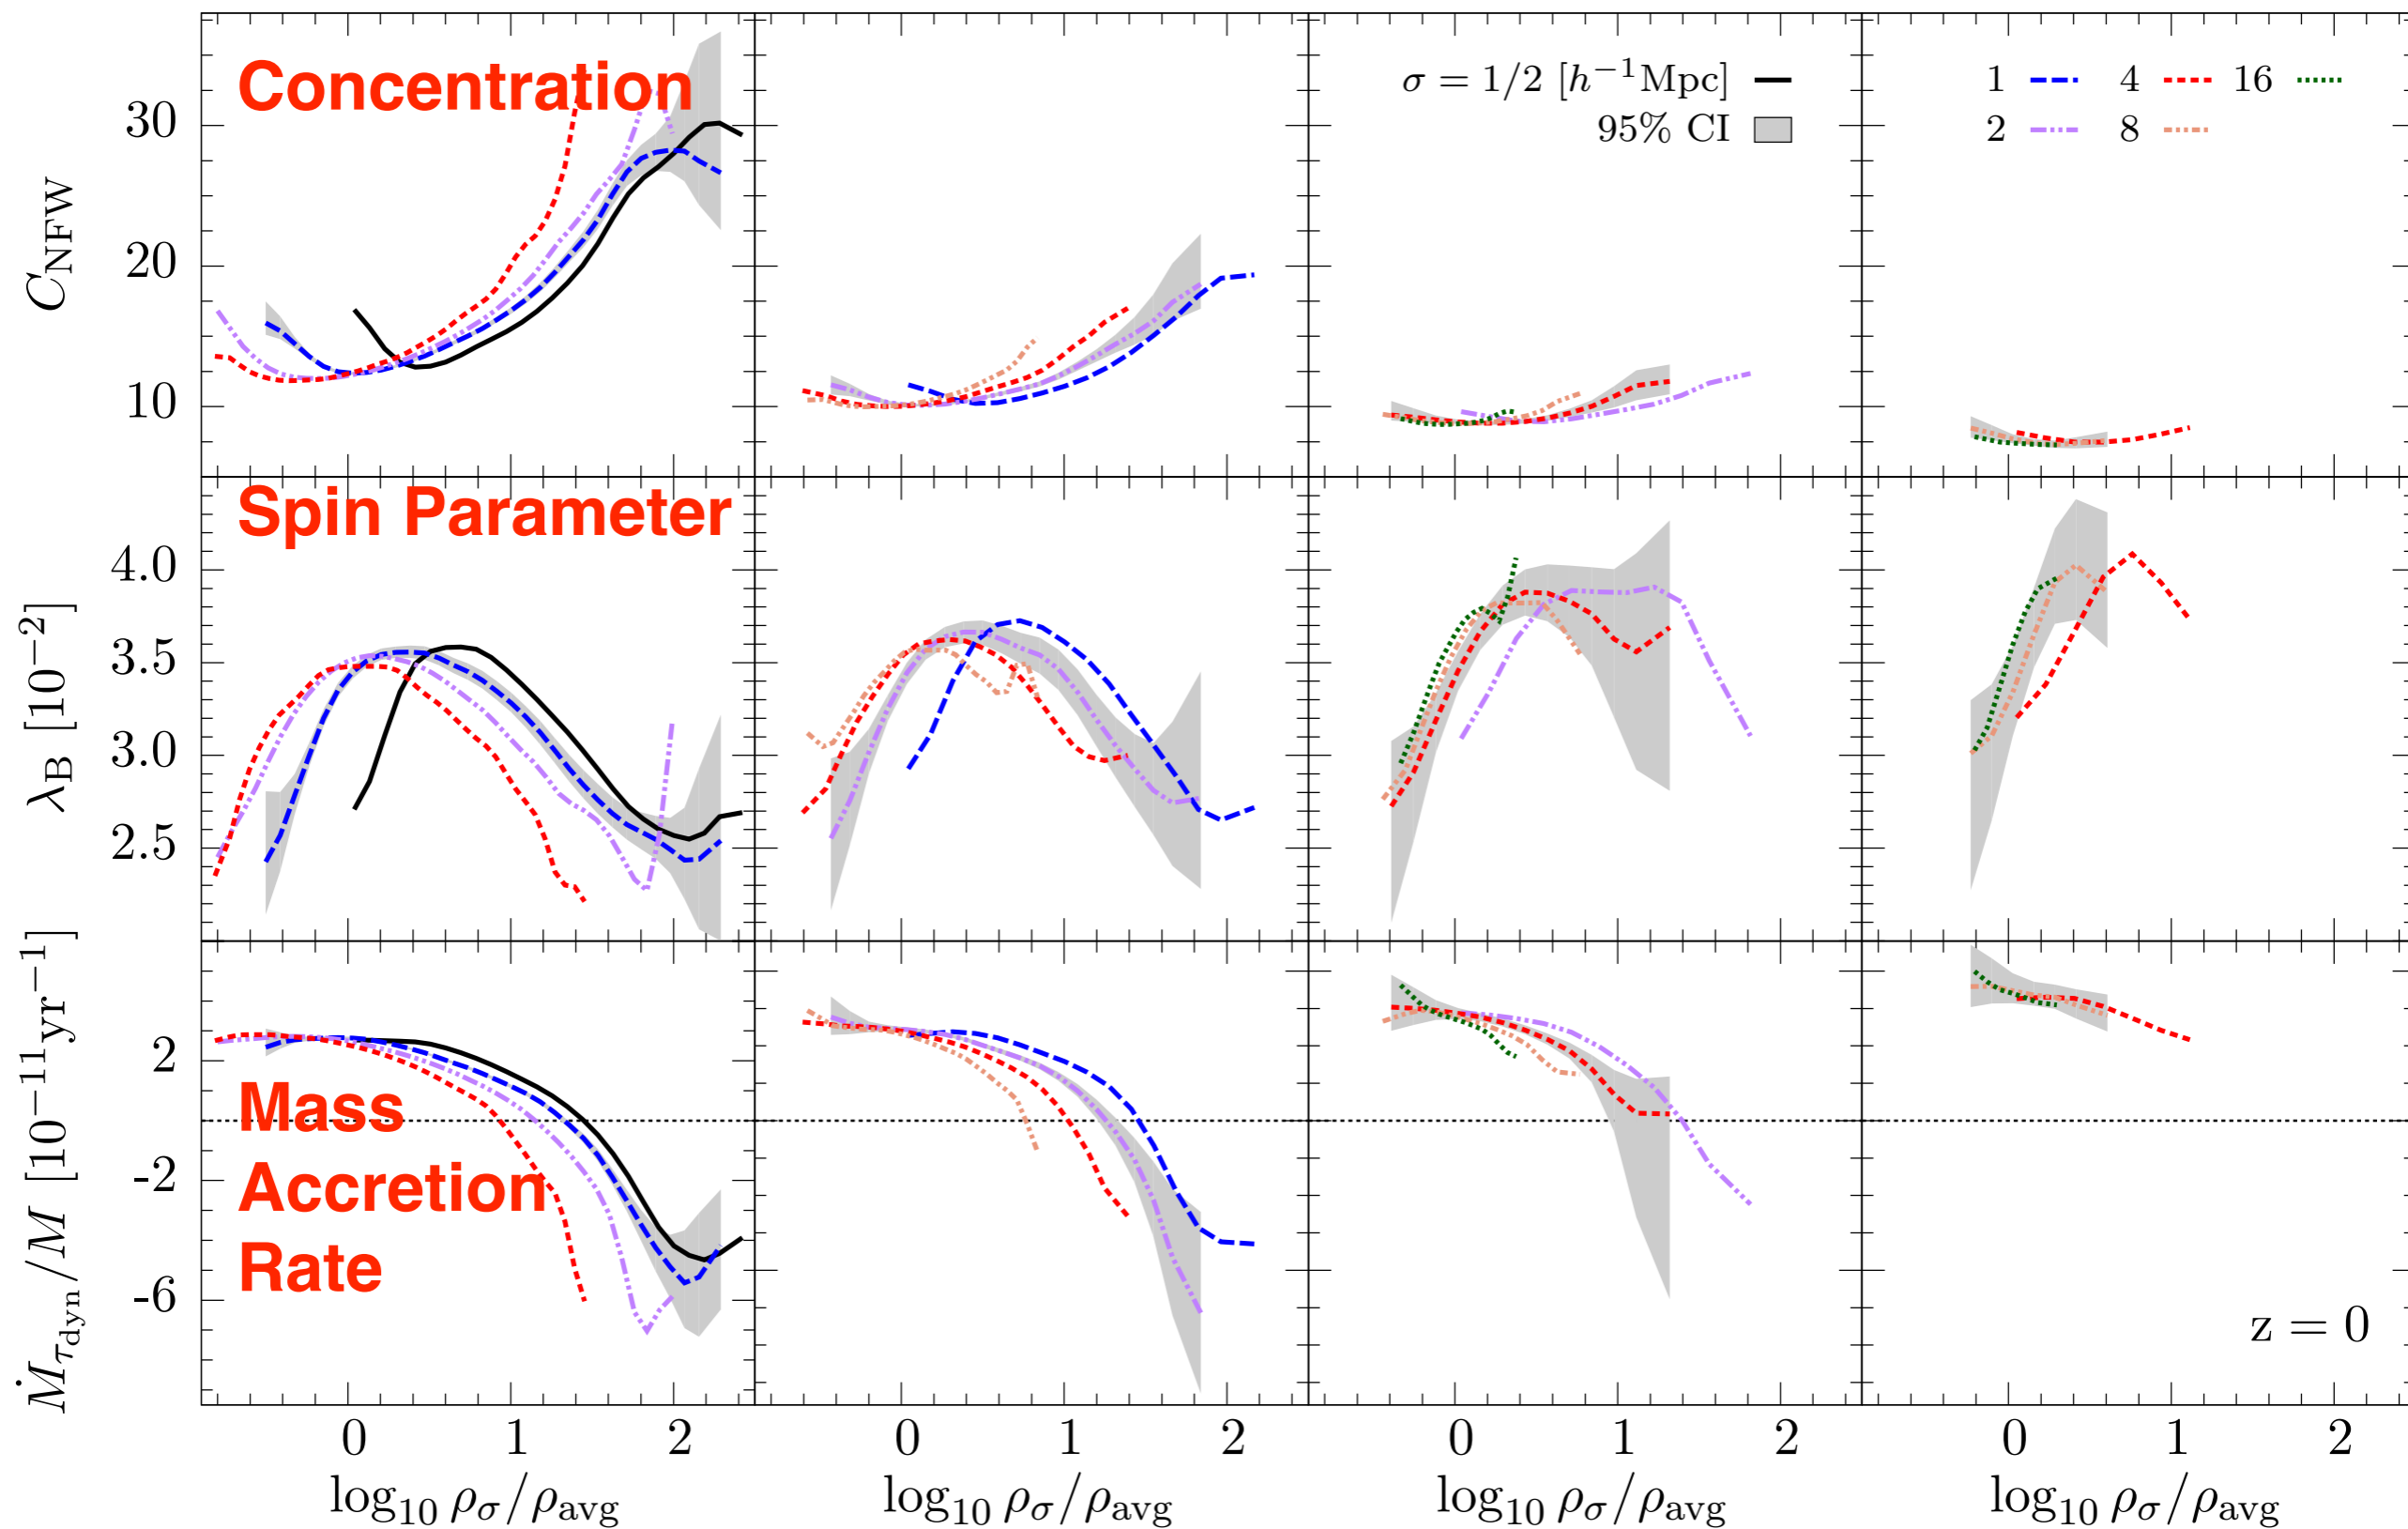 Concentration
σ = 1/2 [h⁻¹Mpc]
95% CI
1 4 16
2 8
C_NFW
30
20
10
Spin Parameter
λ_B [10⁻²]
4.0
3.5
3.0
2.5
Mass
Accretion
Rate
Ṁ_τ_dyn/M [10⁻¹¹yr⁻¹]
2
-2
-6
z = 0
0 1 2 0 1 2 0 1 2 0 1 2
log₁₀ ρ_σ/ρ_avg log₁₀ ρ_σ/ρ_avg log₁₀ ρ_σ/ρ_avg log₁₀ ρ_σ/ρ_avg